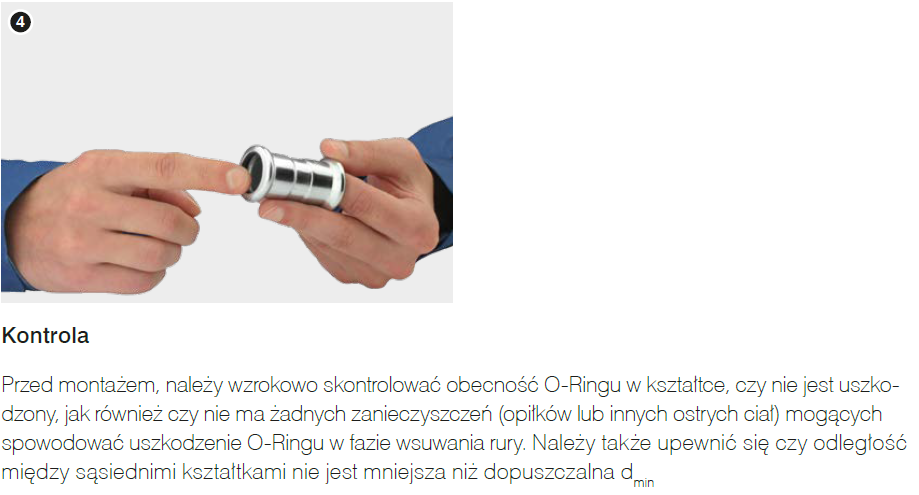 4
Kontrola
Przed montażem, należy wzrokowo skontrolować obecność O-Ringu w kształtce, czy nie jest uszko-
dzony, jak również czy nie ma żadnych zanieczyszczeń (opiłków lub innych ostrych ciał) mogących
spowodować uszkodzenie O-Ringu w fazie wsuwania rury. Należy także upewnić się czy odległość
między sąsiednimi kształtkami nie jest mniejsza niż dopuszczalna dmin